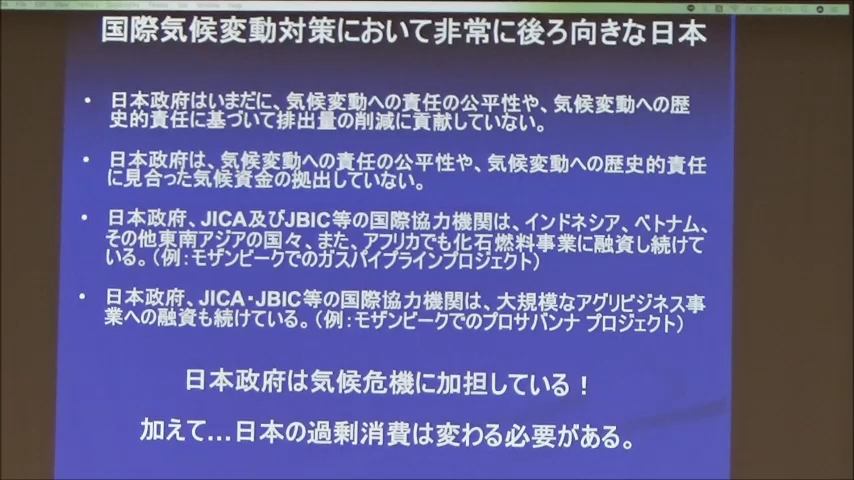 国際気候変動対策において非常に後ろ向きな日本
• 日本政府はいまだに、気候変動への責任の公平性や、気候変動への歴
史的責任に基づいて排出量の削減に貢献していない。
• 日本政府は、気候変動への責任の公平性や、気候変動への歴史的責任
に見合った気候資金の拠出していない。
• 日本政府、JICA及びJBIC等の国際協力機関は、インドネシア、ベトナム、
その他東南アジアの国々、また、アフリカでも化石燃料事業に融資し続けて
いる。（例：モザンビークでのガスパイプラインプロジェクト）
• 日本政府、JICA・JBIC等の国際協力機関は、大規模なアグリビジネス事
業への融資も続けている。（例：モザンビークでのプロサバンナ プロジェクト）
日本政府は気候危機に加担している！
加えて...日本の過剰消費は変わる必要がある。